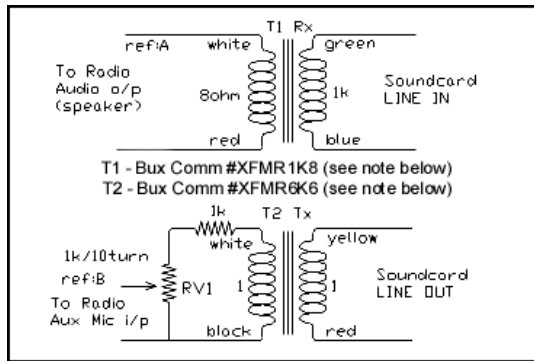 T1 Rx
ref:A white green
To Radio
Audio o/p
(speaker)
8ohm 1k
Soundcard
LINE IN
red blue
T1 - Bux Comm #XFMR1K8 (see note below)
T2 - Bux Comm #XFMR6K6 (see note below)
1k T2 Tx
white yellow
1k/10turn
ref:B
RV1 1 1
To Radio
Aux Mic i/p
Soundcard
LINE OUT
black red